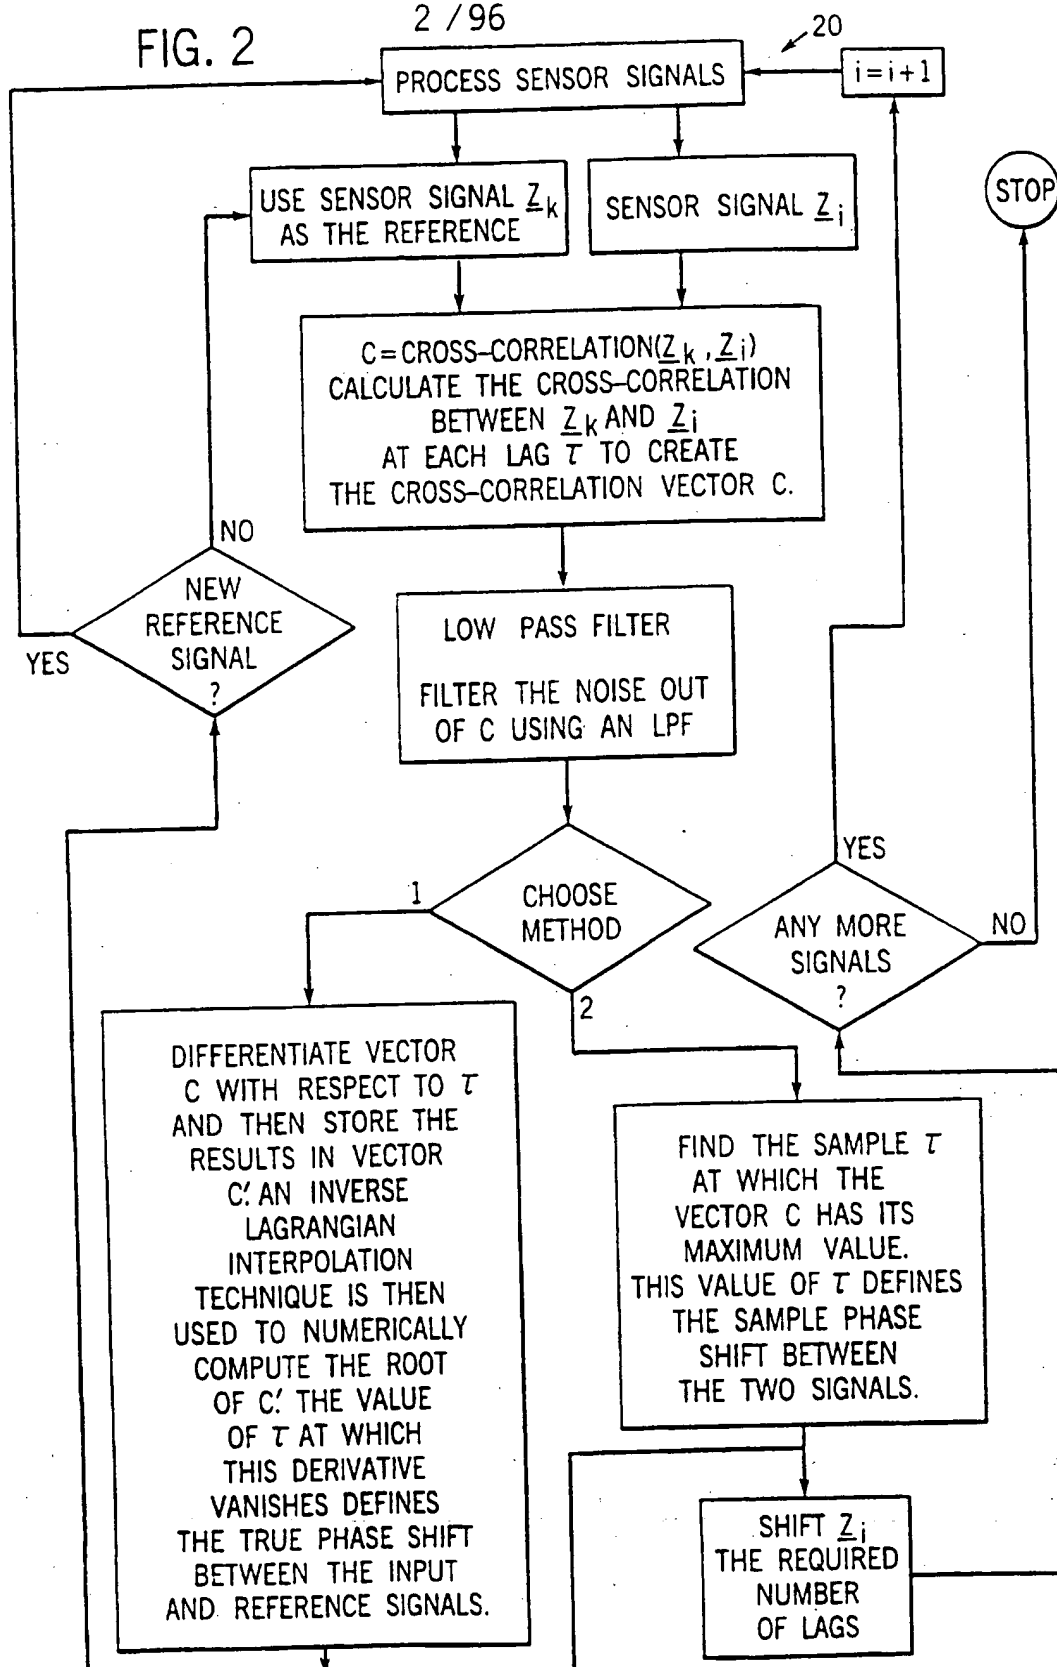 2 / 96
FIG. 2
20
PROCESS SENSOR SIGNALS
i = i + 1
USE SENSOR SIGNAL Z̲k
AS THE REFERENCE
SENSOR SIGNAL Z̲i
STOP
C = CROSS–CORRELATION(Z̲k , Z̲i)
CALCULATE THE CROSS–CORRELATION
BETWEEN Z̲k AND Z̲i
AT EACH LAG τ TO CREATE
THE CROSS–CORRELATION VECTOR C.
NO
NEW
REFERENCE
SIGNAL
?
YES
LOW PASS FILTER
FILTER THE NOISE OUT
OF C USING AN LPF
1
CHOOSE
METHOD
2
YES
ANY MORE
SIGNALS
?
NO
DIFFERENTIATE VECTOR
C WITH RESPECT TO τ
AND THEN STORE THE
RESULTS IN VECTOR
C'. AN INVERSE
LAGRANGIAN
INTERPOLATION
TECHNIQUE IS THEN
USED TO NUMERICALLY
COMPUTE THE ROOT
OF C'. THE VALUE
OF τ AT WHICH
THIS DERIVATIVE
VANISHES DEFINES
THE TRUE PHASE SHIFT
BETWEEN THE INPUT
AND REFERENCE SIGNALS.
FIND THE SAMPLE τ
AT WHICH THE
VECTOR C HAS ITS
MAXIMUM VALUE.
THIS VALUE OF τ DEFINES
THE SAMPLE PHASE
SHIFT BETWEEN
THE TWO SIGNALS.
SHIFT Z̲i
THE REQUIRED
NUMBER
OF LAGS